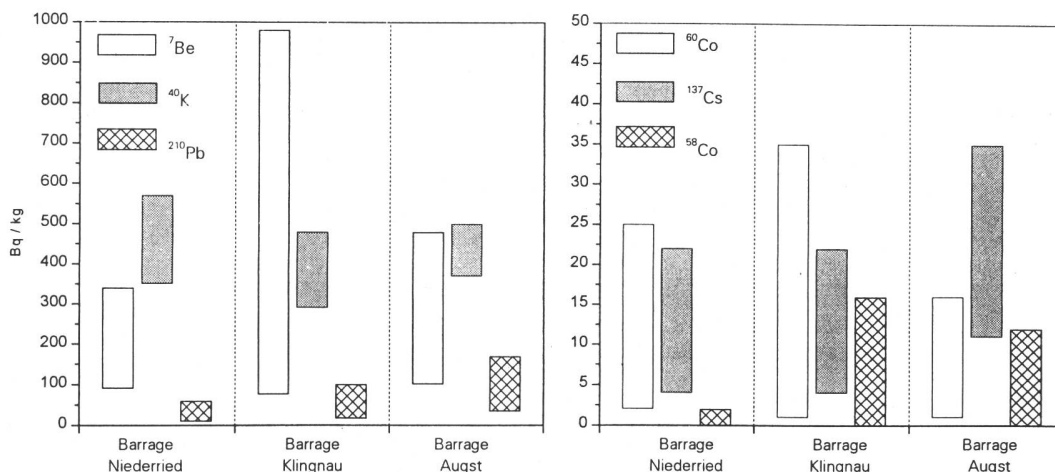 Bq / kg
1000
900
800
700
600
500
400
300
200
100
0
⁷Be
⁴⁰K
²¹⁰Pb
Barrage
Niederried
Barrage
Klingnau
Barrage
Augst
50
45
40
35
30
25
20
15
10
5
0
⁶⁰Co
¹³⁷Cs
⁵⁸Co
Barrage
Niederried
Barrage
Klingnau
Barrage
Augst